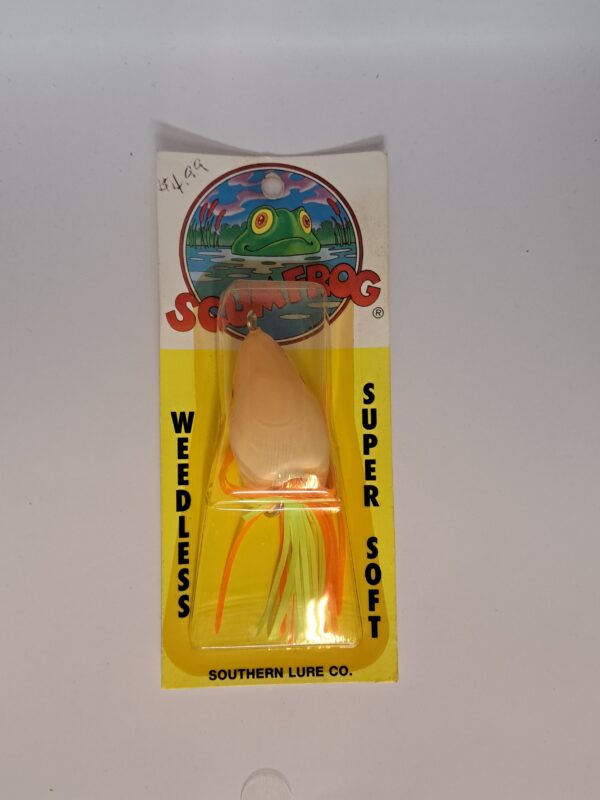 $4.99
SCUMFROG
®
WEEDLESS
SUPER SOFT
SOUTHERN LURE CO.